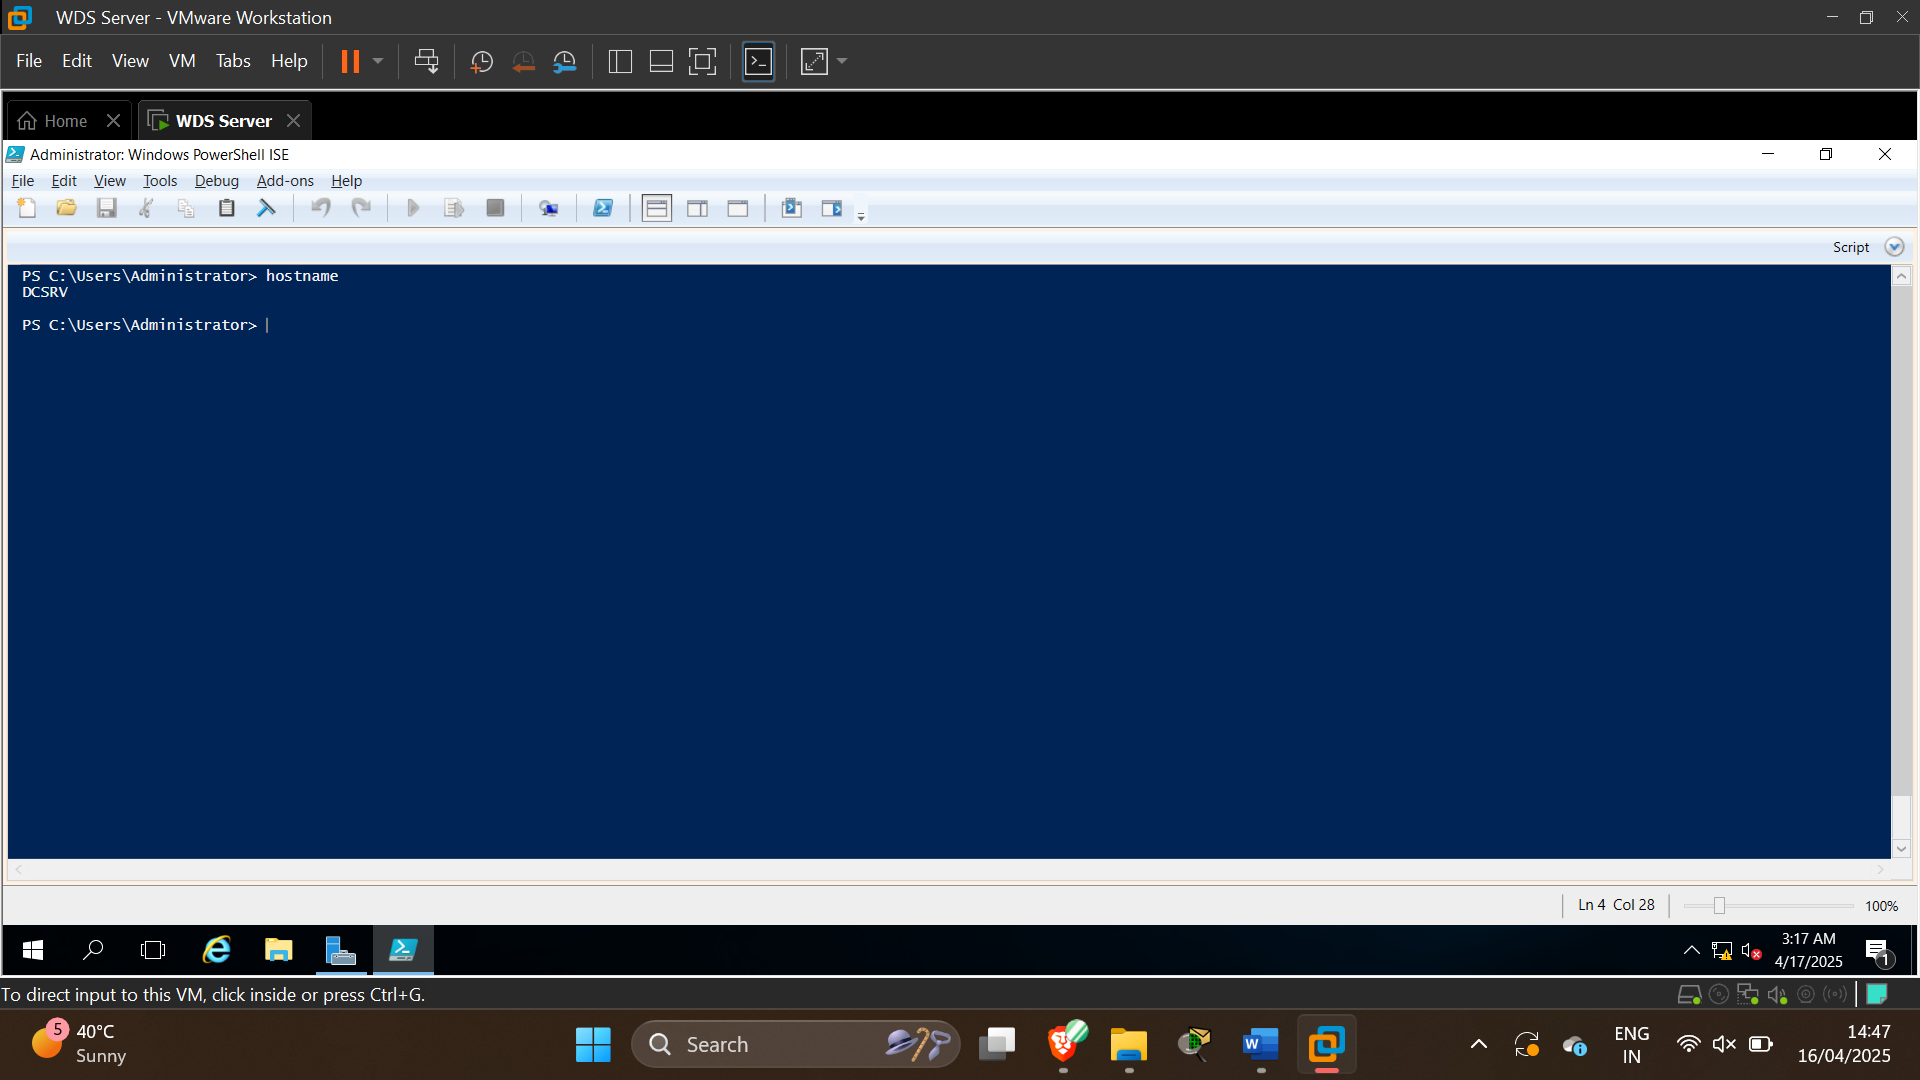 WDS Server - VMware Workstation
File Edit View VM Tabs Help
Home WDS Server
Administrator: Windows PowerShell ISE
File Edit View Tools Debug Add-ons Help
Script
PS C:\Users\Administrator> hostname
DCSRV
PS C:\Users\Administrator>
Ln 4 Col 28 100%
3:17 AM
4/17/2025
1
To direct input to this VM, click inside or press Ctrl+G.
5
40°C
Sunny
Search
ENG
IN
14:47
16/04/2025